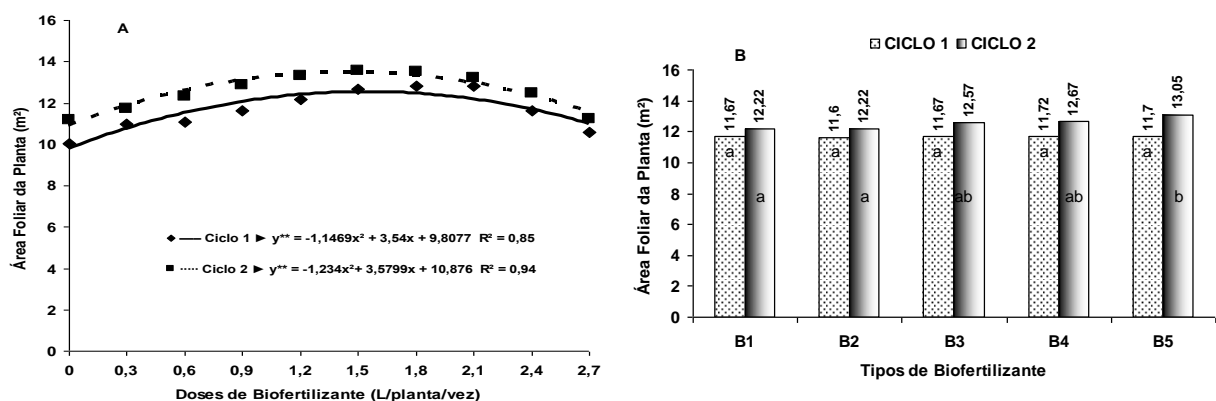 A
Área Foliar da Planta (m²)
16
14
12
10
8
6
4
2
0
Ciclo 1 ► y** = -1,1469x² + 3,54x + 9,8077 R² = 0,85
Ciclo 2 ► y** = -1,234x²+ 3,5799x + 10,876 R² = 0,94
0 0,3 0,6 0,9 1,2 1,5 1,8 2,1 2,4 2,7
Doses de Biofertilizante (L/planta/vez)
B
CICLO 1 CICLO 2
Área Foliar da Planta (m²)
16
14
12
10
8
6
4
2
0
11,67 12,22 11,6 12,22 11,67 12,57 11,72 12,67 11,7 13,05
a a a a a
a a ab ab b
B1 B2 B3 B4 B5
Tipos de Biofertilizante